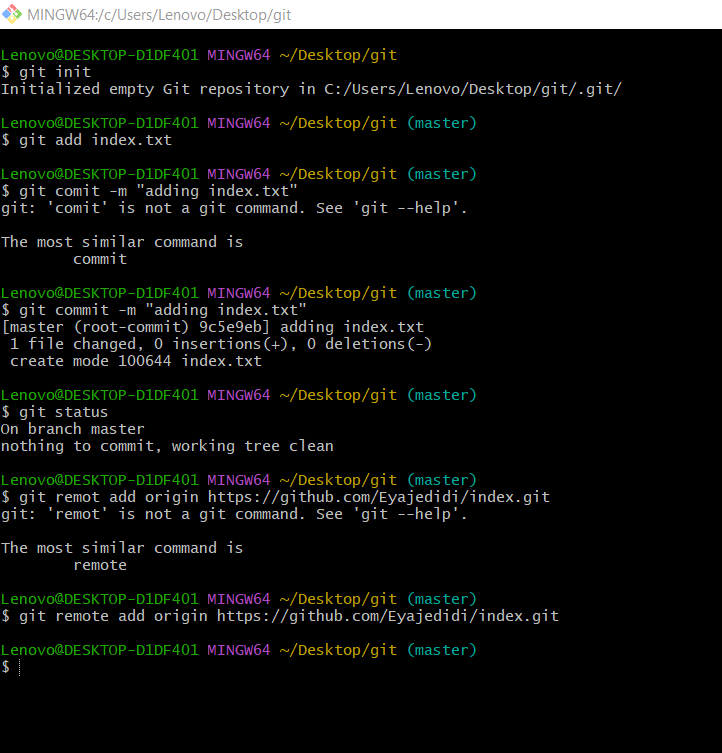 MINGW64:/c/Users/Lenovo/Desktop/git
Lenovo@DESKTOP-D1DF401 MINGW64 ~/Desktop/git
$ git init
Initialized empty Git repository in C:/Users/Lenovo/Desktop/git/.git/
Lenovo@DESKTOP-D1DF401 MINGW64 ~/Desktop/git (master)
$ git add index.txt
Lenovo@DESKTOP-D1DF401 MINGW64 ~/Desktop/git (master)
$ git comit -m "adding index.txt"
git: 'comit' is not a git command. See 'git --help'.
The most similar command is
commit
Lenovo@DESKTOP-D1DF401 MINGW64 ~/Desktop/git (master)
$ git commit -m "adding index.txt"
[master (root-commit) 9c5e9eb] adding index.txt
1 file changed, 0 insertions(+), 0 deletions(-)
create mode 100644 index.txt
Lenovo@DESKTOP-D1DF401 MINGW64 ~/Desktop/git (master)
$ git status
On branch master
nothing to commit, working tree clean
Lenovo@DESKTOP-D1DF401 MINGW64 ~/Desktop/git (master)
$ git remot add origin https://github.com/Eyajedidi/index.git
git: 'remot' is not a git command. See 'git --help'.
The most similar command is
remote
Lenovo@DESKTOP-D1DF401 MINGW64 ~/Desktop/git (master)
$ git remote add origin https://github.com/Eyajedidi/index.git
Lenovo@DESKTOP-D1DF401 MINGW64 ~/Desktop/git (master)
$